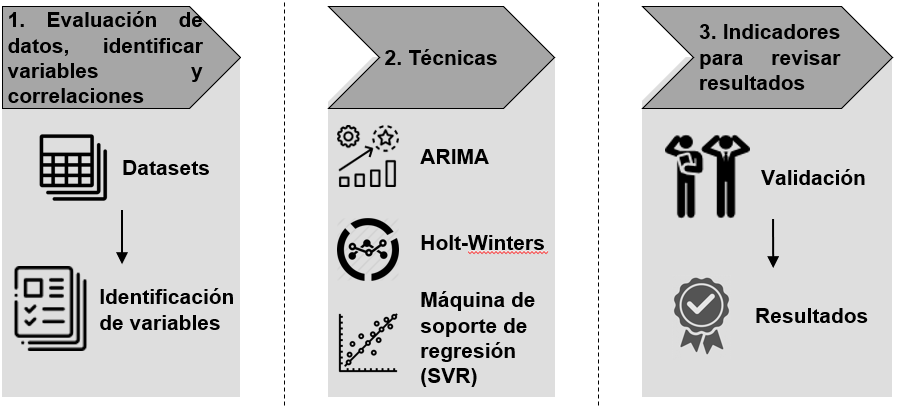 1. Evaluación de
datos, identificar
variables y
correlaciones
Datasets
Identificación
de variables
2. Técnicas
ARIMA
Holt-Winters
Máquina de
soporte de
regresión
(SVR)
3. Indicadores
para revisar
resultados
Validación
Resultados